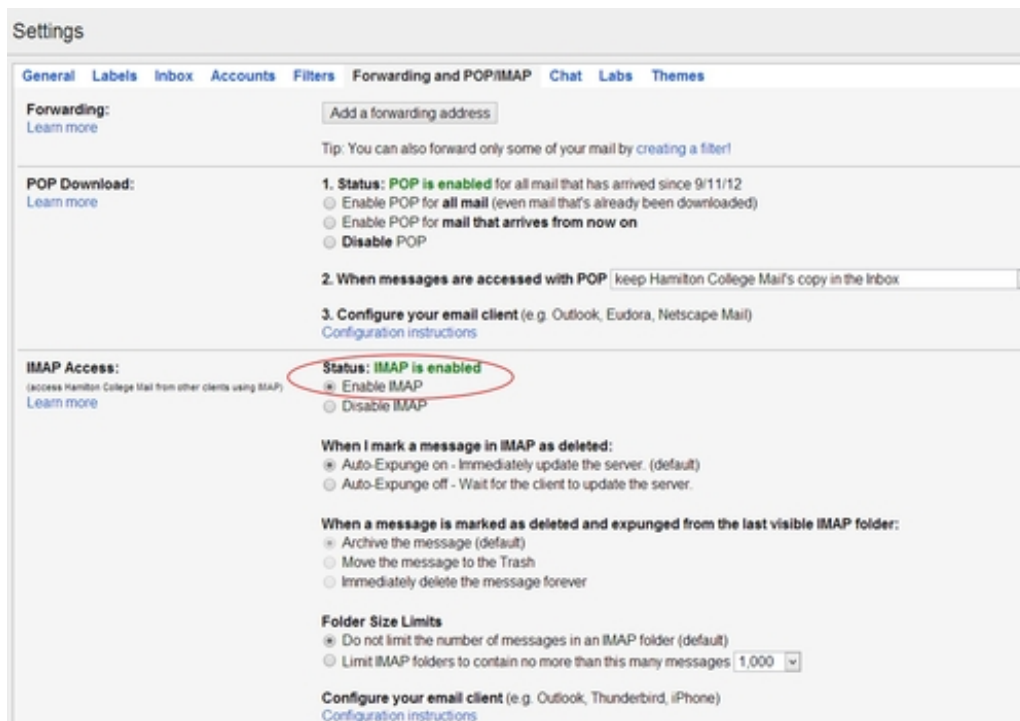 Settings
General Labels Inbox Accounts Filters Forwarding and POP/IMAP Chat Labs Themes
Forwarding:
Learn more
Add a forwarding address
Tip: You can also forward only some of your mail by creating a filter!
POP Download:
Learn more
1. Status: POP is enabled for all mail that has arrived since 9/11/12
Enable POP for all mail (even mail that's already been downloaded)
Enable POP for mail that arrives from now on
Disable POP
2. When messages are accessed with POP keep Hamilton College Mail's copy in the Inbox
3. Configure your email client (e.g. Outlook, Eudora, Netscape Mail)
Configuration instructions
IMAP Access:
(access Hamilton College Mail from other clients using IMAP)
Learn more
Status: IMAP is enabled
Enable IMAP
Disable IMAP
When I mark a message in IMAP as deleted:
Auto-Expunge on - Immediately update the server. (default)
Auto-Expunge off - Wait for the client to update the server.
When a message is marked as deleted and expunged from the last visible IMAP folder:
Archive the message (default)
Move the message to the Trash
Immediately delete the message forever
Folder Size Limits
Do not limit the number of messages in an IMAP folder (default)
Limit IMAP folders to contain no more than this many messages 1,000
Configure your email client (e.g. Outlook, Thunderbird, iPhone)
Configuration instructions